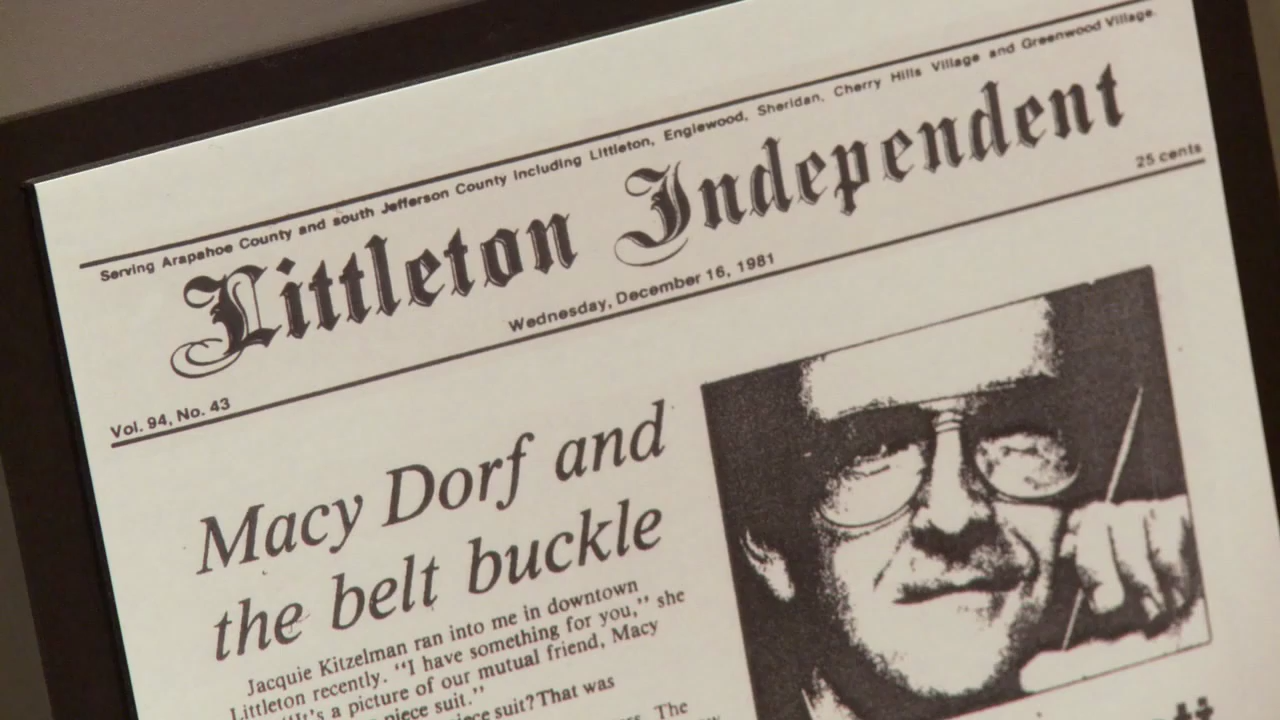 Serving Arapahoe County and south Jefferson County including Littleton, Englewood, Sheridan, Cherry Hills Village and Greenwood Village.
Littleton Independent
25 cents
Wednesday, December 16, 1981
Vol. 94, No. 43
Macy Dorf and
the belt buckle
Jacquie Kitzelman ran into me in downtown
Littleton recently. "I have something for you," she
"It's a picture of our mutual friend, Macy
piece suit."
piece suit? That was
The